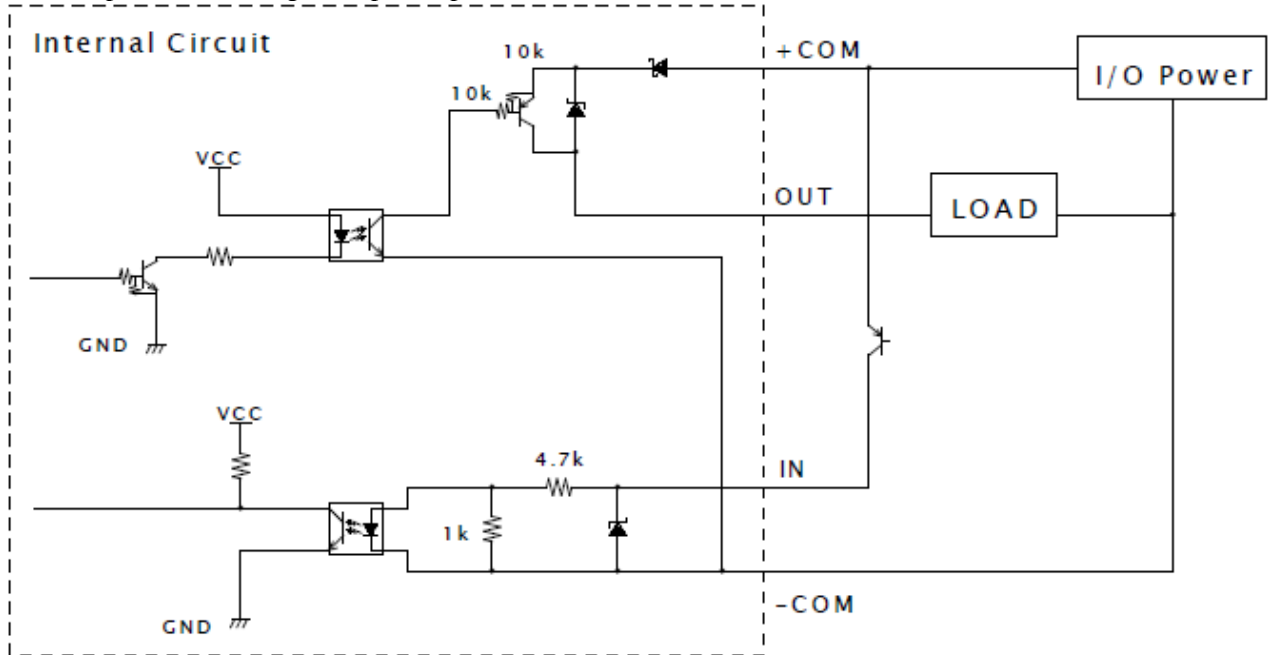 Internal Circuit
10k
+COM
I/O Power
10k
VCC
OUT
LOAD
GND
VCC
4.7k
IN
1k
-COM
GND